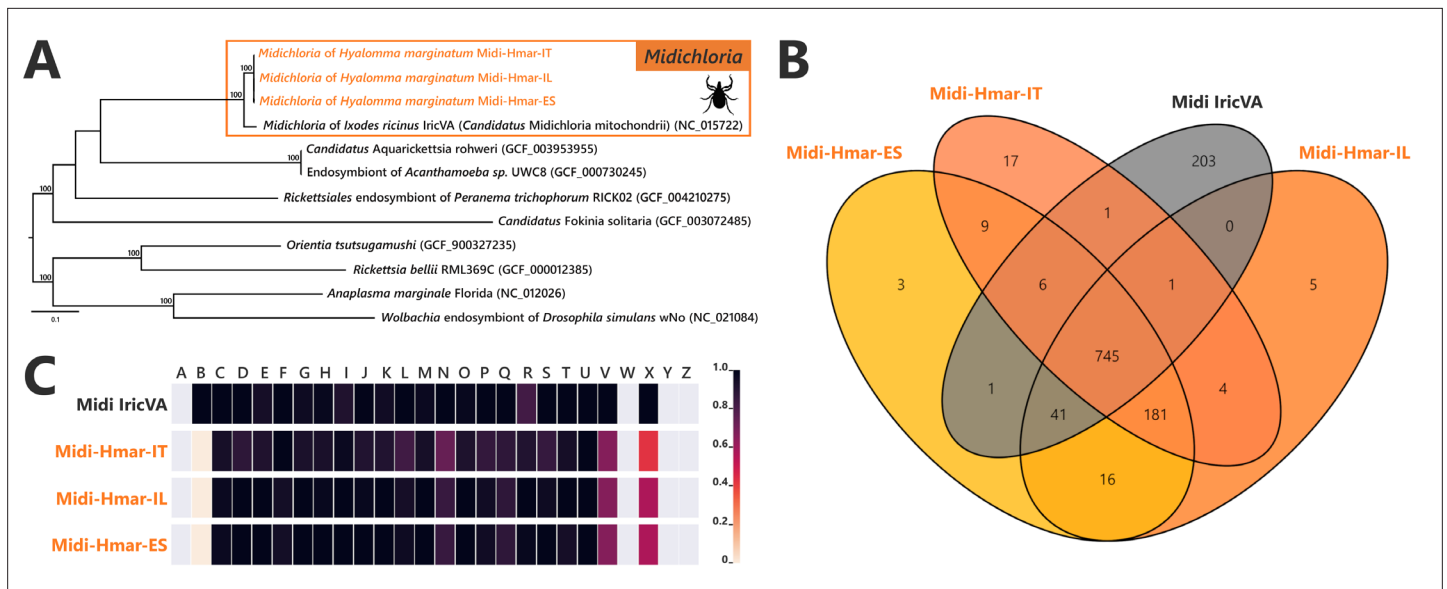 A
Midichloria of Hyalomma marginatum Midi-Hmar-IT
Midichloria
100
100
Midichloria of Hyalomma marginatum Midi-Hmar-IL
100
Midichloria of Hyalomma marginatum Midi-Hmar-ES
Midichloria of Ixodes ricinus IricVA (Candidatus Midichloria mitochondrii) (NC_015722)
Candidatus Aquarickettsia rohweri (GCF_003953955)
100
Endosymbiont of Acanthamoeba sp. UWC8 (GCF_000730245)
100
Rickettsiales endosymbiont of Peranema trichophorum RICK02 (GCF_004210275)
Candidatus Fokinia solitaria (GCF_003072485)
Orientia tsutsugamushi (GCF_900327235)
100
Rickettsia bellii RML369C (GCF_000012385)
100
Anaplasma marginale Florida (NC_012026)
100
Wolbachia endosymbiont of Drosophila simulans wNo (NC_021084)
0.1
B
Midi-Hmar-IT
Midi IricVA
Midi-Hmar-ES
Midi-Hmar-IL
17
203
9
1
0
3
6
1
5
745
1
41
181
4
16
C
A B C D E F G H I J K L M N O P Q R S T U V W X Y Z
Midi IricVA
Midi-Hmar-IT
Midi-Hmar-IL
Midi-Hmar-ES
1.0
0.8
0.6
0.4
0.2
0